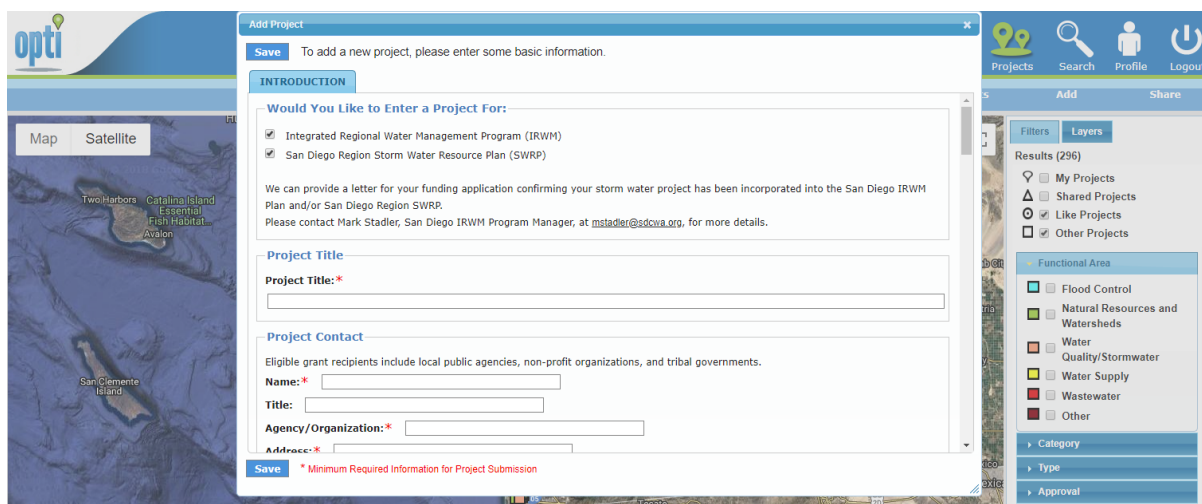 opti
Add Project
Save To add a new project, please enter some basic information.
INTRODUCTION
Would You Like to Enter a Project For:
Integrated Regional Water Management Program (IRWM)
San Diego Region Storm Water Resource Plan (SWRP)
We can provide a letter for your funding application confirming your storm water project has been incorporated into the San Diego IRWM
Plan and/or San Diego Region SWRP.
Please contact Mark Stadler, San Diego IRWM Program Manager, at mstadler@sdcwa.org, for more details.
Project Title
Project Title:*
Project Contact
Eligible grant recipients include local public agencies, non-profit organizations, and tribal governments.
Name:*
Title:
Agency/Organization:*
Address:*
Save * Minimum Required Information for Project Submission
Projects Search Profile Logout
Add Share
Map Satellite
Two Harbors
Catalina Island
Essential
Fish Habitat...
Avalon
San Clemente
Island
Filters Layers
Results (296)
My Projects
Shared Projects
Like Projects
Other Projects
Functional Area
Flood Control
Natural Resources and
Watersheds
Water
Quality/Stormwater
Water Supply
Wastewater
Other
Category
Type
Approval